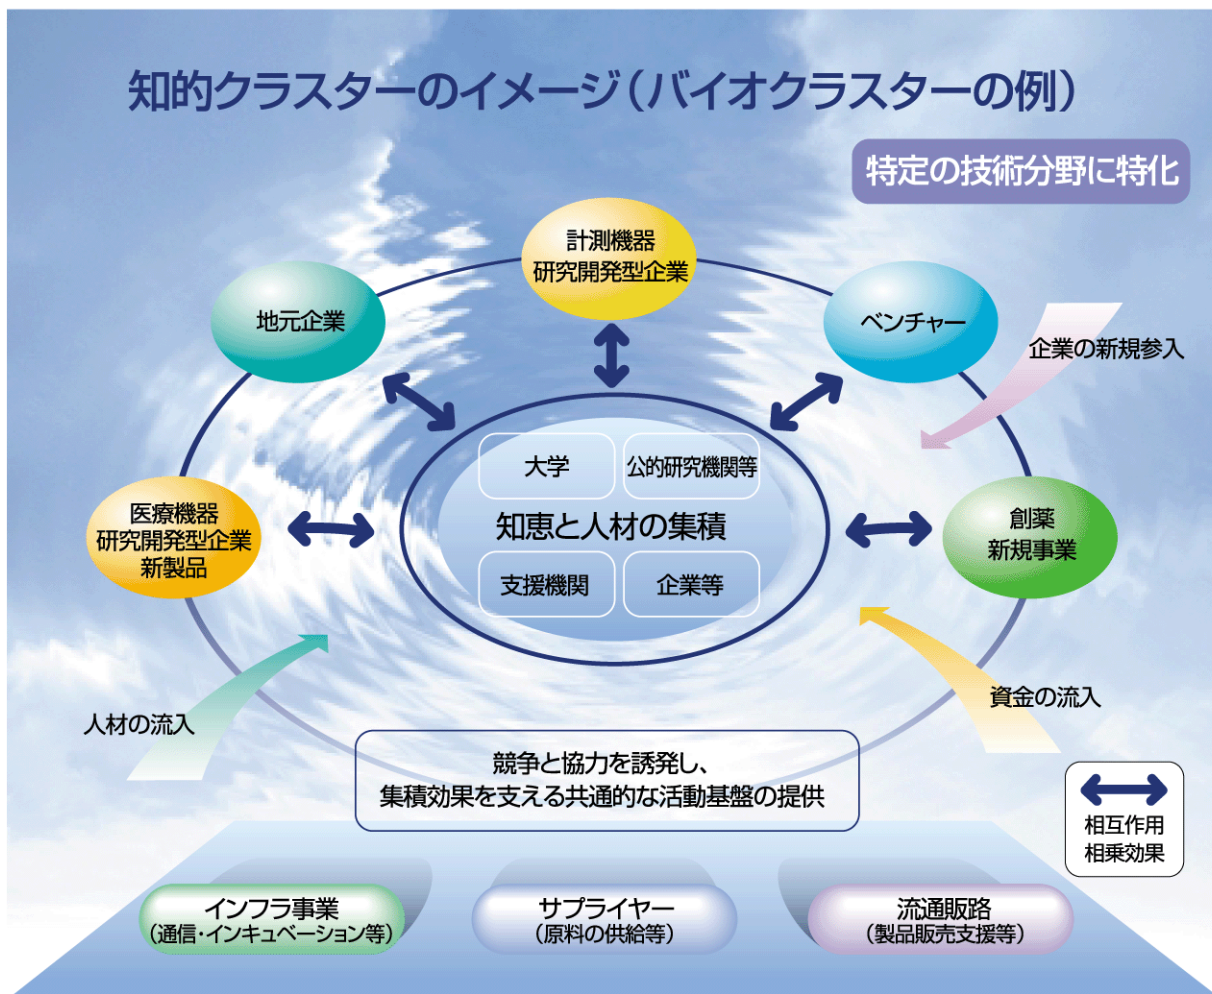 知的クラスターのイメージ（バイオクラスターの例）
特定の技術分野に特化
計測機器
研究開発型企業
地元企業
ベンチャー
企業の新規参入
大学
公的研究機関等
知恵と人材の集積
支援機関
企業等
医療機器
研究開発型企業
新製品
創薬
新規事業
人材の流入
資金の流入
競争と協力を誘発し、
集積効果を支える共通的な活動基盤の提供
相互作用
相乗効果
インフラ事業
（通信・インキュベーション等）
サプライヤー
（原料の供給等）
流通販路
（製品販売支援等）